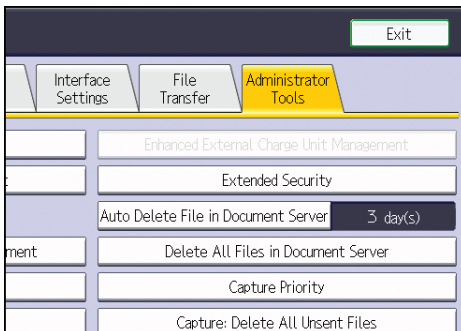 Exit
Interface Settings
File Transfer
Administrator Tools
Enhanced External Charge Unit Management
Extended Security
Auto Delete File in Document Server 3 day(s)
ment Delete All Files in Document Server
Capture Priority
Capture: Delete All Unsent Files